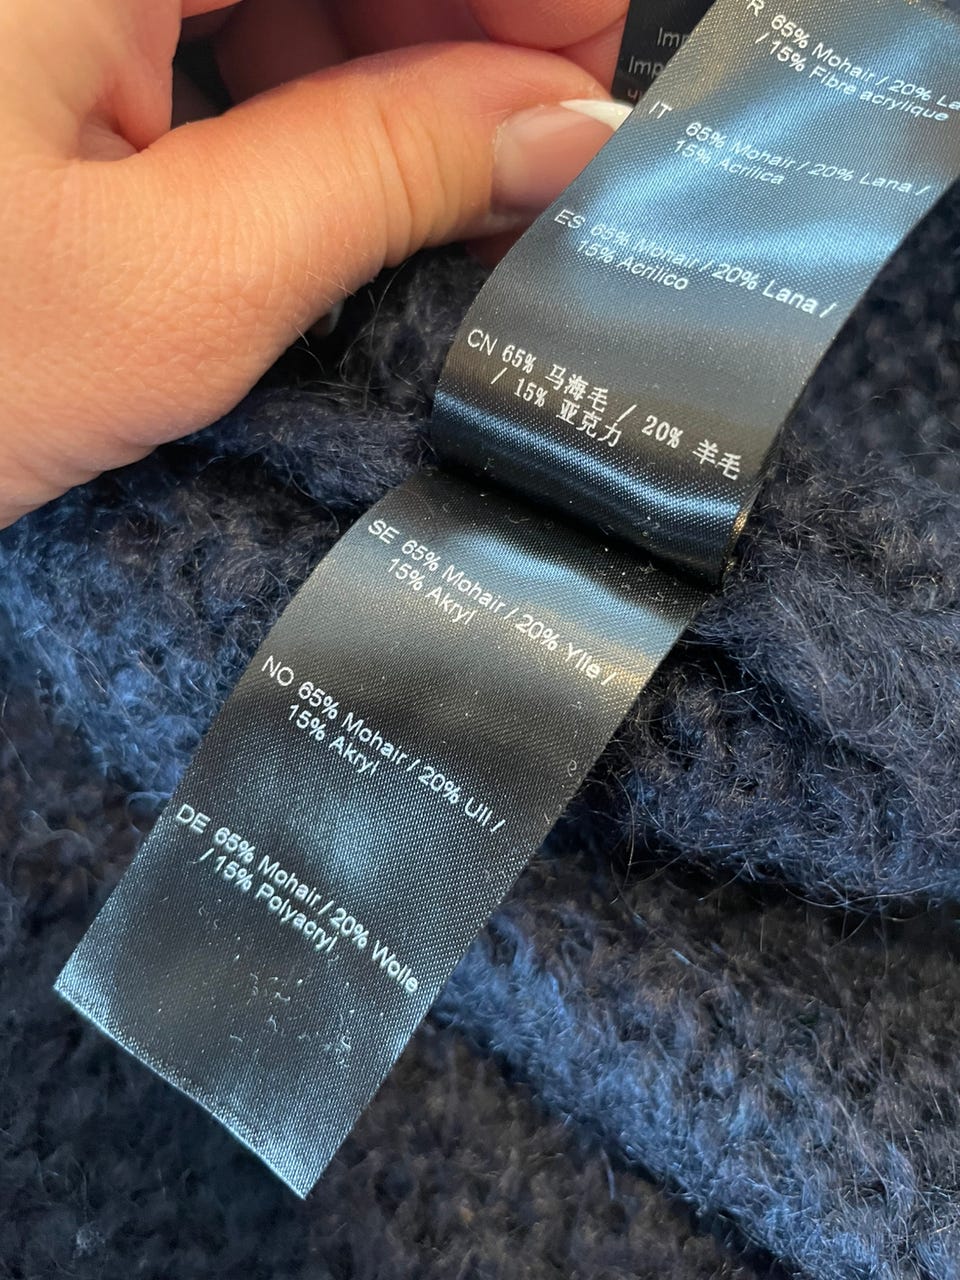 Imp
Imp
R 65% Mohair / 20% La
/ 15% Fibre acrylique
IT 65% Mohair / 20% Lana /
15% Acrilica
ES 65% Mohair / 20% Lana /
15% Acrilico
CN 65% 马海毛 / 20% 羊毛
/ 15% 亚克力
SE 65% Mohair / 20% Ylle /
15% Akryl
NO 65% Mohair / 20% Ull /
15% Akryl
DE 65% Mohair / 20% Wolle
/ 15% Polyacryl